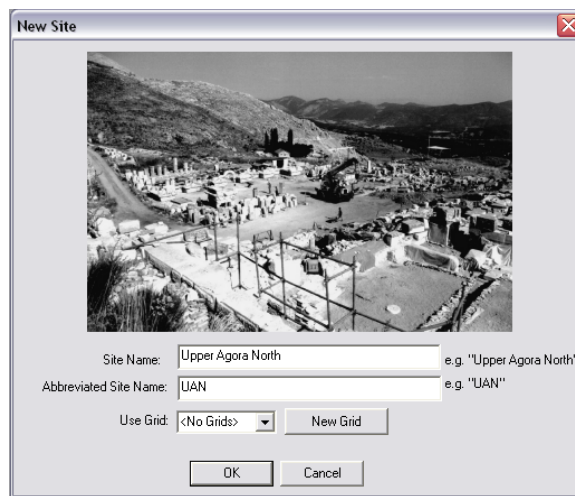 New Site
Site Name: Upper Agora North e.g. "Upper Agora North"
Abbreviated Site Name: UAN e.g. "UAN"
Use Grid: <No Grids> New Grid
OK Cancel